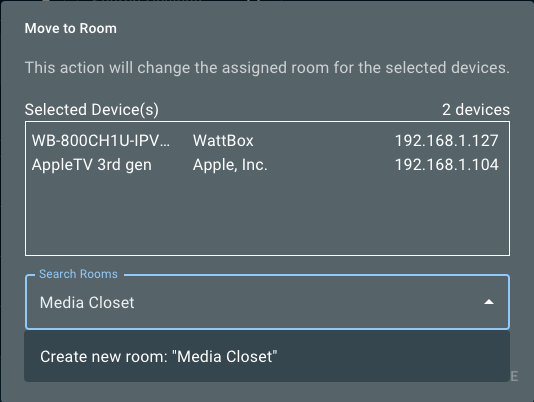 Move to Room
This action will change the assigned room for the selected devices.
Selected Device(s) 2 devices
WB-800CH1U-IPV... WattBox 192.168.1.127
AppleTV 3rd gen Apple, Inc. 192.168.1.104
Search Rooms
Media Closet
Create new room: "Media Closet"